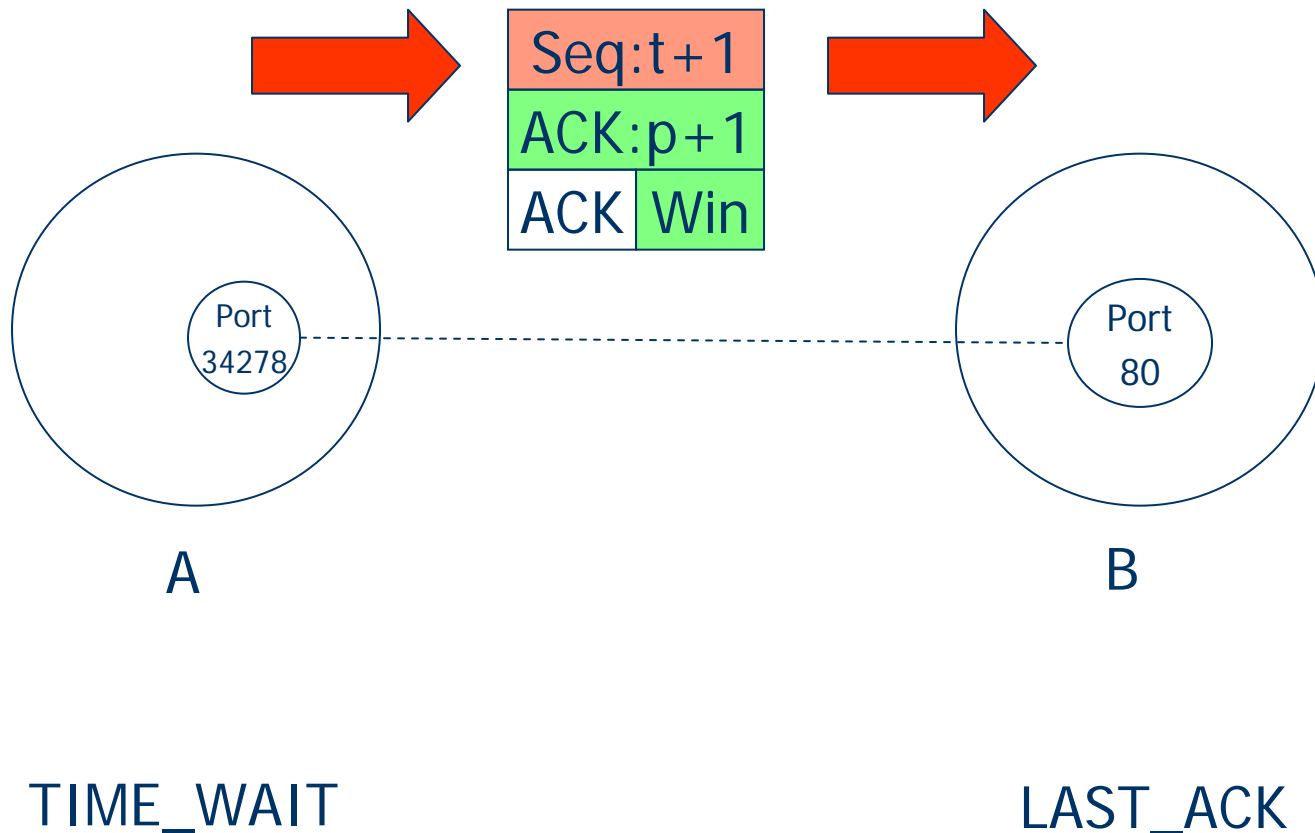 Seq:t+1
ACK:p+1
ACK Win
Port
34278
Port
80
A
B
TIME_WAIT
LAST_ACK